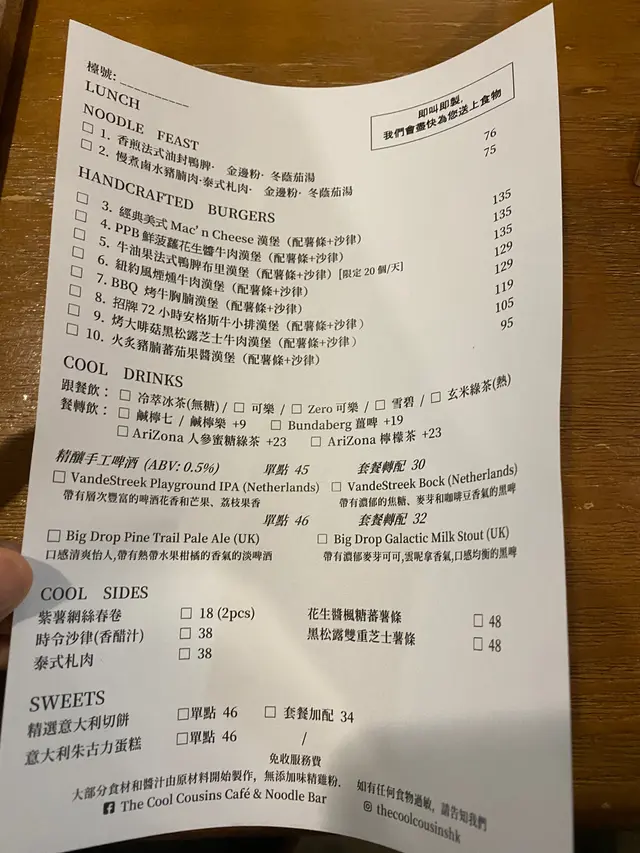 檯號: __________
LUNCH
即叫即製,
我們會盡快為您送上食物
NOODLE FEAST
□ 1. 香煎法式油封鴨脾· 金邊粉· 冬蔭茄湯 76
□ 2. 慢煮鹵水豬腩肉·泰式札肉· 金邊粉· 冬蔭茄湯 75
HANDCRAFTED BURGERS
□ 3. 經典美式 Mac'n Cheese 漢堡（配薯條+沙律） 135
□ 4. PPB 鮮菠蘿花生醬牛肉漢堡（配薯條+沙律） 135
□ 5. 牛油果法式鴨脾布里漢堡（配薯條+沙律）[限定 20 個/天] 135
□ 6. 紐約風煙燻牛肉漢堡（配薯條+沙律） 129
□ 7. BBQ 烤牛胸腩漢堡（配薯條+沙律） 129
□ 8. 招牌 72 小時安格斯牛小排漢堡（配薯條+沙律） 119
□ 9. 烤大啡菇黑松露芝士牛肉漢堡（配薯條+沙律） 105
□ 10. 火炙豬腩蕃茄果醬漢堡（配薯條+沙律） 95
COOL DRINKS
跟餐飲： □ 冷萃冰茶(無糖) / □ 可樂 / □ Zero 可樂 / □ 雪碧 / □ 玄米綠茶(熱)
餐轉飲： □ 鹹檸七 / 鹹檸樂 +9 □ Bundaberg 薑啤 +19
□ AriZona 人參蜜糖綠茶 +23 □ AriZona 檸檬茶 +23
精釀手工啤酒 (ABV: 0.5%) 單點 45 套餐轉配 30
□ VandeStreek Playground IPA (Netherlands) □ VandeStreek Bock (Netherlands)
帶有層次豐富的啤酒花香和芒果、荔枝果香 帶有濃郁的焦糖、麥芽和咖啡豆香氣的黑啤
單點 46 套餐轉配 32
□ Big Drop Pine Trail Pale Ale (UK) □ Big Drop Galactic Milk Stout (UK)
口感清爽怡人,帶有熱帶水果柑橘的香氣的淡啤酒 帶有濃郁麥芽可可,雲呢拿香氣,口感均衡的黑啤
COOL SIDES
紫薯網絲春卷 □ 18 (2pcs) 花生醬楓糖蕃薯條 □ 48
時令沙律(香醋汁) □ 38 黑松露雙重芝士薯條 □ 48
泰式札肉 □ 38
SWEETS
精選意大利切餅 □單點 46 □ 套餐加配 34
意大利朱古力蛋糕 □單點 46 /
免收服務費
大部分食材和醬汁由原材料開始製作，無添加味精雞粉. 如有任何食物過敏，請告知我們
The Cool Cousins Café & Noodle Bar thecoolcousinshk